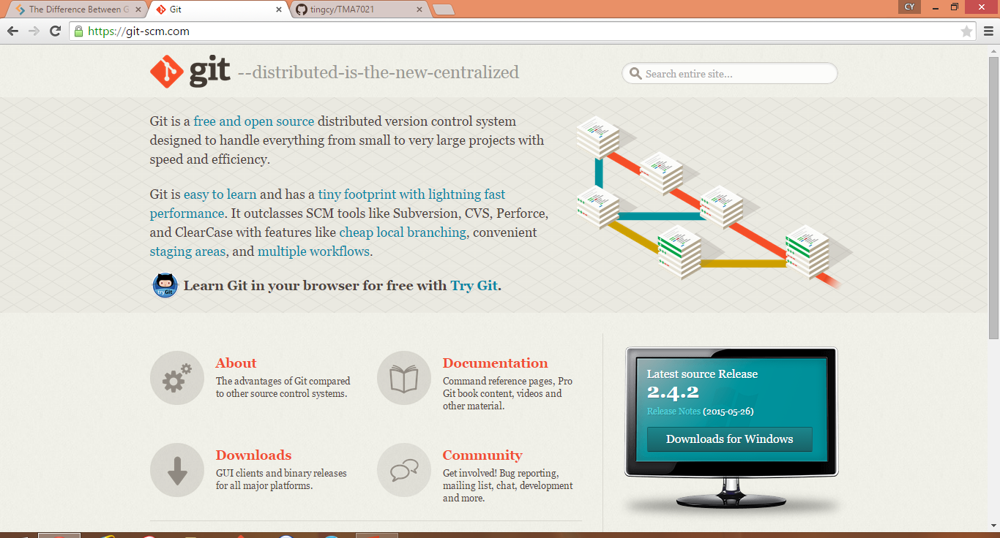 The Difference Between G
Git
tingcy/TMA7021
CY
https://git-scm.com
git --distributed-is-the-new-centralized
Search entire site...
Git is a free and open source distributed version control system
designed to handle everything from small to very large projects with
speed and efficiency.
Git is easy to learn and has a tiny footprint with lightning fast
performance. It outclasses SCM tools like Subversion, CVS, Perforce,
and ClearCase with features like cheap local branching, convenient
staging areas, and multiple workflows.
tryGit
Learn Git in your browser for free with Try Git.
About
The advantages of Git compared
to other source control systems.
Documentation
Command reference pages, Pro
Git book content, videos and
other material.
Downloads
GUI clients and binary releases
for all major platforms.
Community
Get involved! Bug reporting,
mailing list, chat, development
and more.
Latest source Release
2.4.2
Release Notes (2015-05-26)
Downloads for Windows